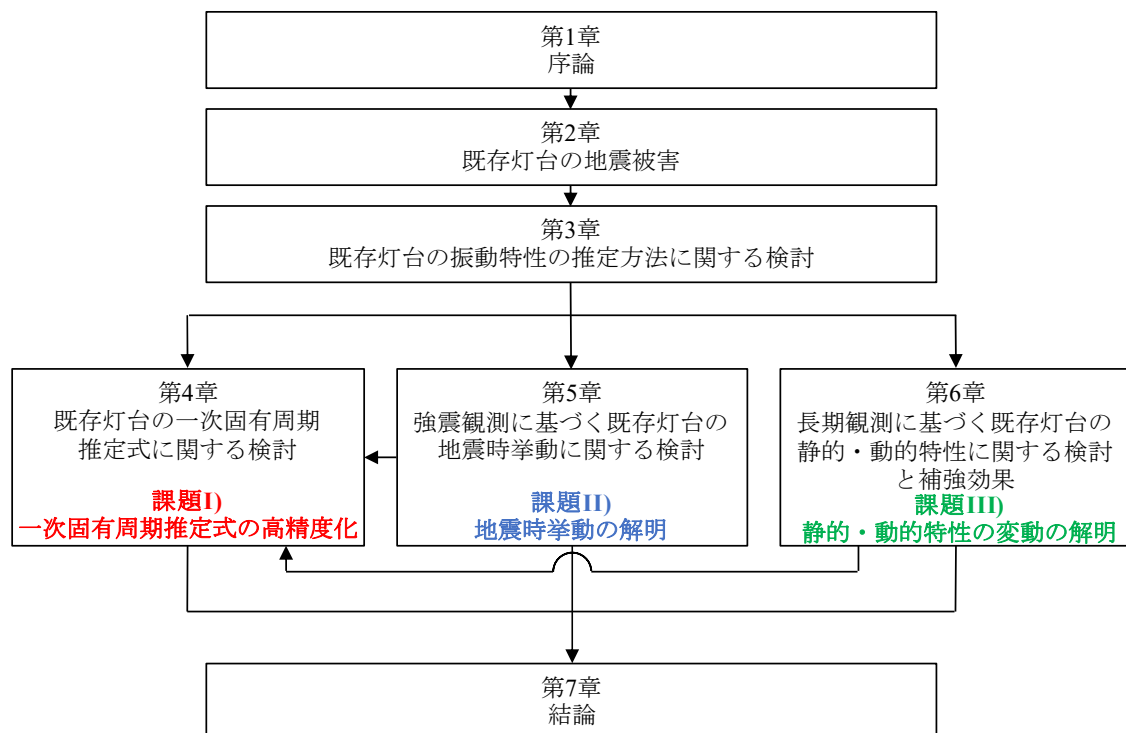 第1章
序論
第2章
既存灯台の地震被害
第3章
既存灯台の振動特性の推定方法に関する検討
第4章
既存灯台の一次固有周期
推定式に関する検討
課題I)
一次固有周期推定式の高精度化
第5章
強震観測に基づく既存灯台の
地震時挙動に関する検討
課題II)
地震時挙動の解明
第6章
長期観測に基づく既存灯台の
静的・動的特性に関する検討
と補強効果
課題III)
静的・動的特性の変動の解明
第7章
結論